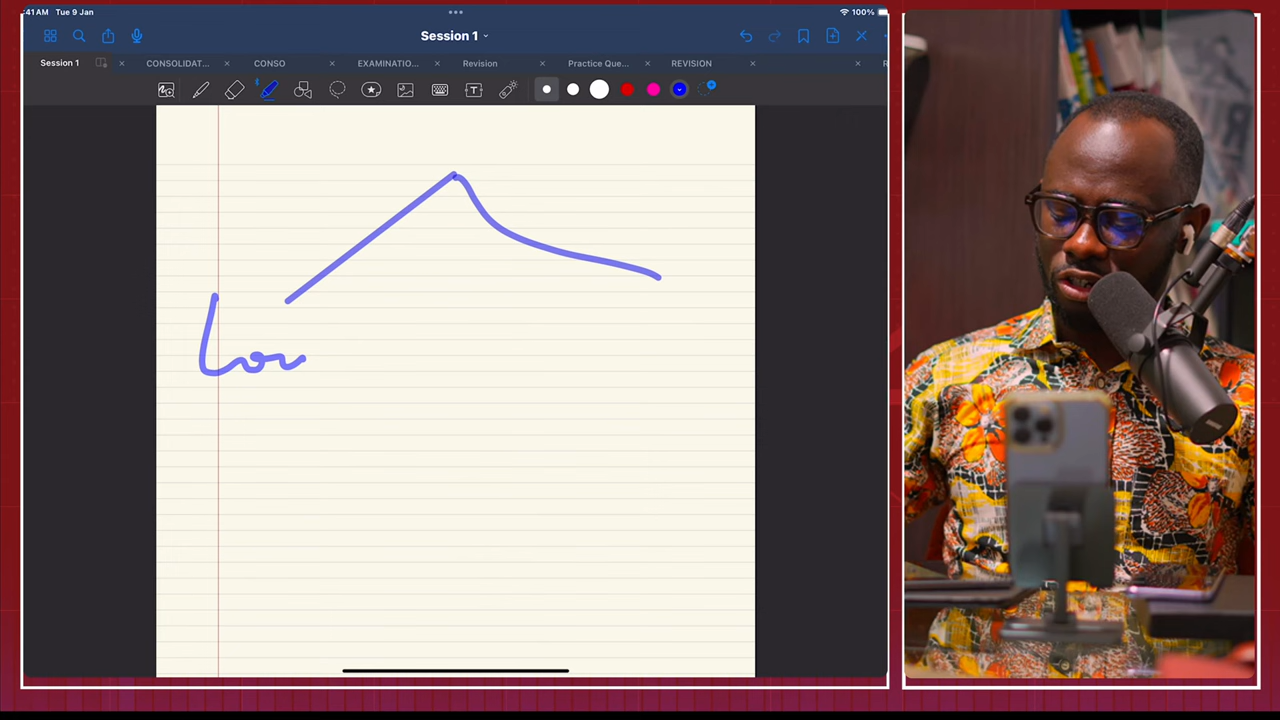 :41 AM Tue 9 Jan 100%
Session 1
Session 1 CONSOLIDAT... CONSO EXAMINATIO... Revision Practice Que... REVISION
T